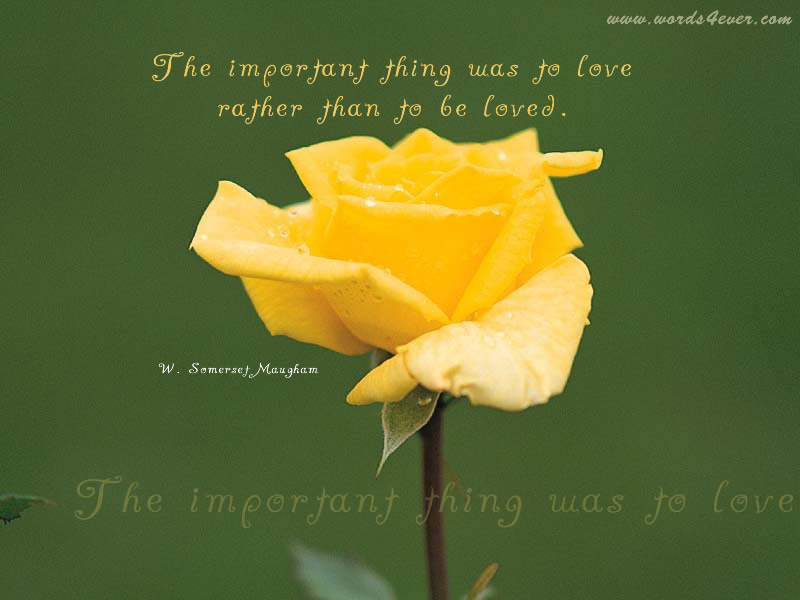 www.words4ever.com
The important thing was to love
rather than to be loved.
W. Somerset Maugham
The important thing was to love